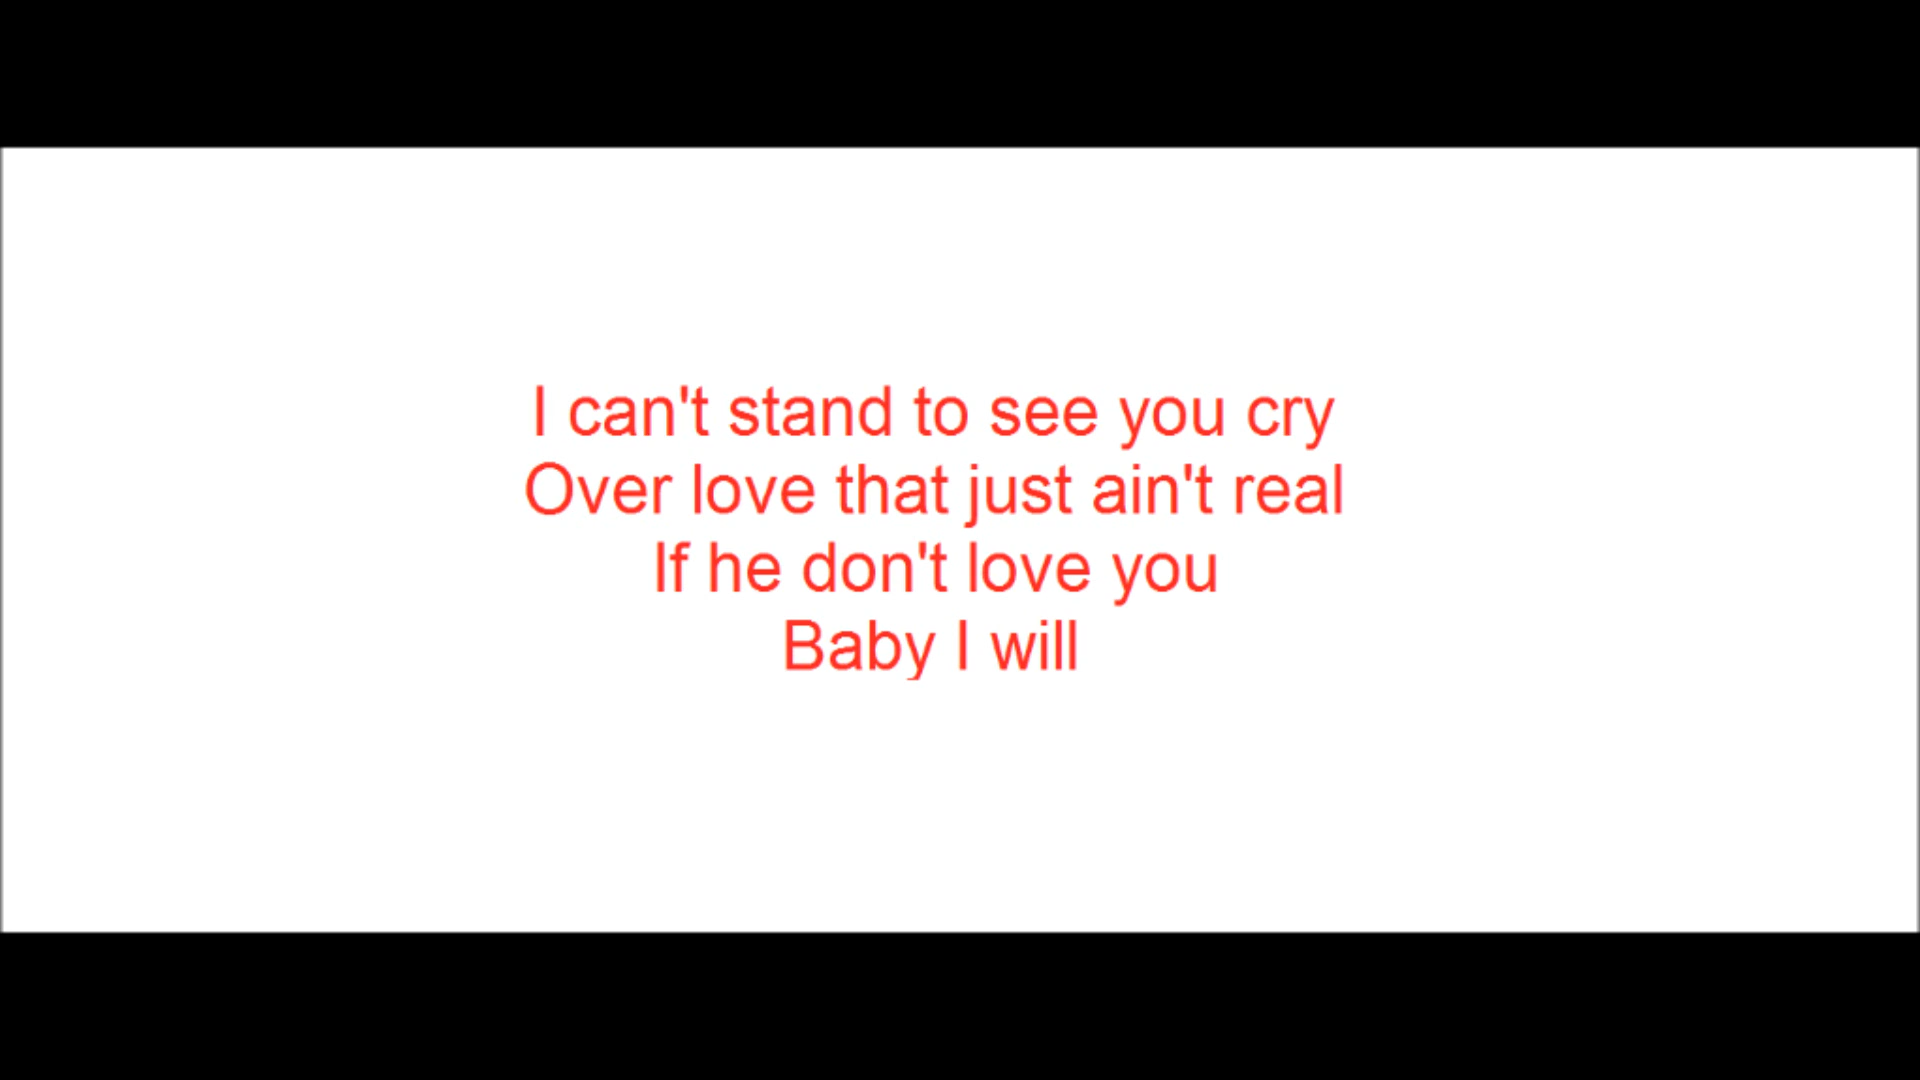 I can't stand to see you cry
Over love that just ain't real
If he don't love you
Baby I will